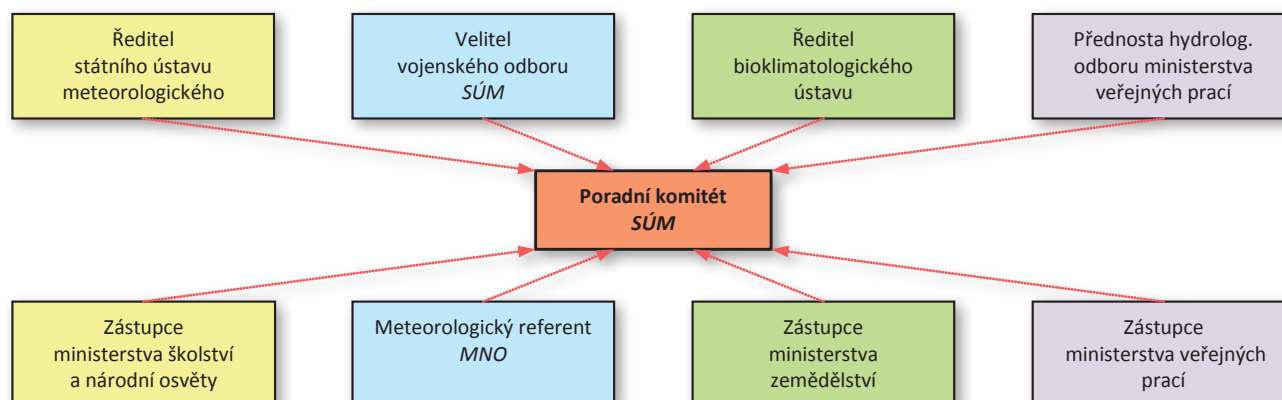 Ředitel
státního ústavu
meteorologického
Velitel
vojenského odboru
SÚM
Ředitel
bioklimatologického
ústavu
Přednosta hydrolog.
odboru ministerstva
veřejných prací
Poradní komitét
SÚM
Zástupce
ministerstva školství
a národní osvěty
Meteorologický referent
MNO
Zástupce
ministerstva
zemědělství
Zástupce
ministerstva veřejných
prací